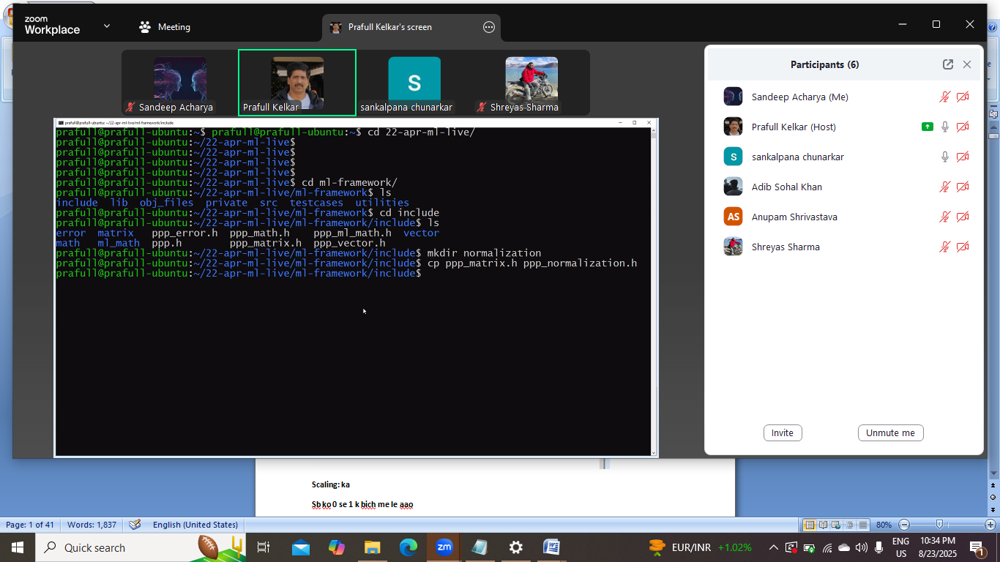 zoom
Workplace
Meeting
Prafull Kelkar's screen
Sandeep Acharya
Prafull Kelkar
S
sankalpana chunarkar
Shreyas Sharma
prafull@prafull-ubuntu: ~/22-apr-ml-live/ml-framework/include
prafull@prafull-ubuntu:~$ prafull@prafull-ubuntu:~$ cd 22-apr-ml-live/
prafull@prafull-ubuntu:~/22-apr-ml-live$
prafull@prafull-ubuntu:~/22-apr-ml-live$
prafull@prafull-ubuntu:~/22-apr-ml-live$
prafull@prafull-ubuntu:~/22-apr-ml-live$
prafull@prafull-ubuntu:~/22-apr-ml-live$ cd ml-framework/
prafull@prafull-ubuntu:~/22-apr-ml-live/ml-framework$ ls
include lib obj_files private src testcases utilities
prafull@prafull-ubuntu:~/22-apr-ml-live/ml-framework$ cd include
prafull@prafull-ubuntu:~/22-apr-ml-live/ml-framework/include$ ls
error matrix ppp_error.h ppp_math.h ppp_ml_math.h vector
math ml_math ppp.h ppp_matrix.h ppp_vector.h
prafull@prafull-ubuntu:~/22-apr-ml-live/ml-framework/include$ mkdir normalization
prafull@prafull-ubuntu:~/22-apr-ml-live/ml-framework/include$ cp ppp_matrix.h ppp_normalization.h
prafull@prafull-ubuntu:~/22-apr-ml-live/ml-framework/include$
Participants (6)
Sandeep Acharya (Me)
Prafull Kelkar (Host)
S
sankalpana chunarkar
Adib Sohal Khan
AS
Anupam Shrivastava
Shreyas Sharma
Invite
Unmute me
Scaling: ka
Sb ko 0 se 1 k bich me le aao
Page: 1 of 41
Words: 1,837
English (United States)
80%
Quick search
zm
EUR/INR +1.02%
ENG
US
10:34 PM
8/23/2025
1